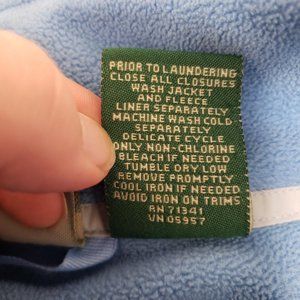 PRIOR TO LAUNDERING
CLOSE ALL CLOSURES
WASH JACKET
AND FLEECE
LINER SEPARATELY
MACHINE WASH COLD
SEPARATELY
DELICATE CYCLE
ONLY NON-CHLORINE
BLEACH IF NEEDED
TUMBLE DRY LOW
REMOVE PROMPTLY
COOL IRON IF NEEDED
AVOID IRON ON TRIMS
RN 71341
VN 05957